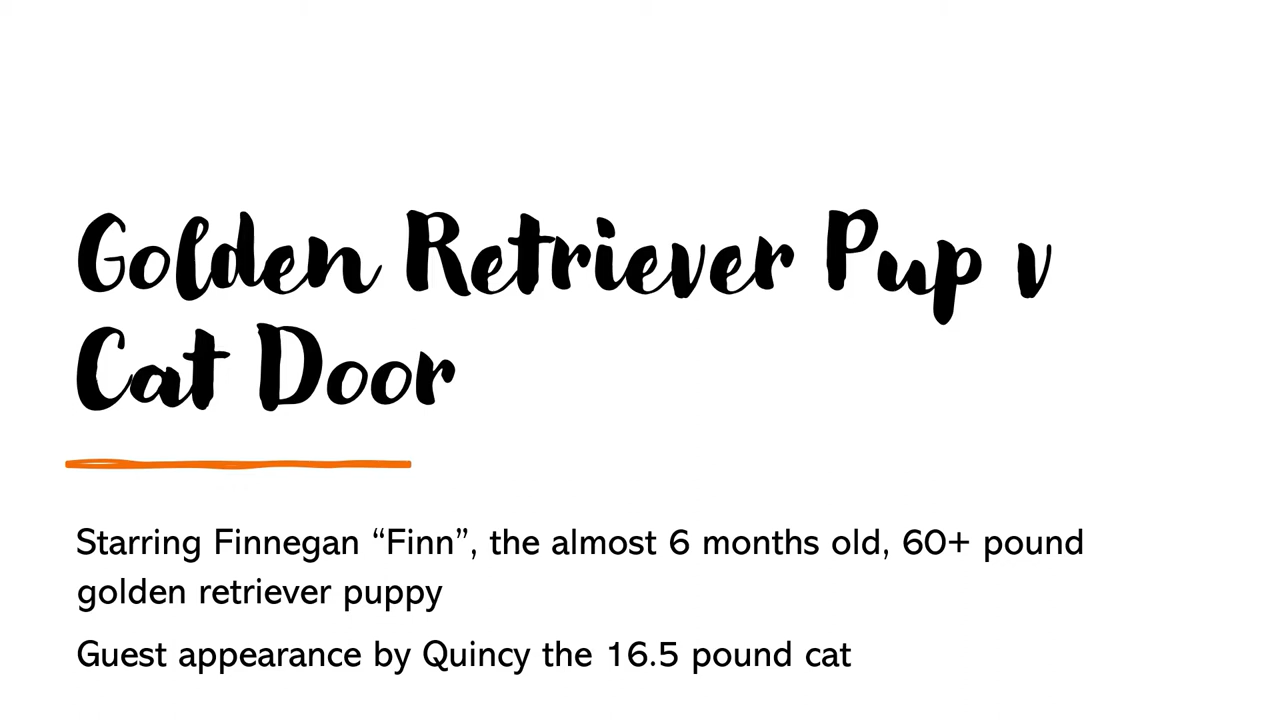 Golden Retriever Pup v
Cat Door
Starring Finnegan “Finn”, the almost 6 months old, 60+ pound
golden retriever puppy
Guest appearance by Quincy the 16.5 pound cat